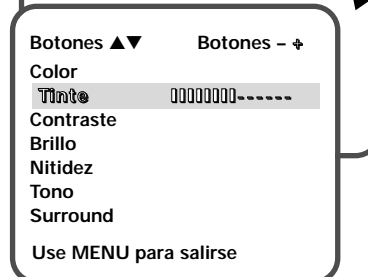 Botones ▲▼ Botones – +
Color
Tinte ||||||||------
Contraste
Brillo
Nitidez
Tono
Surround
Use MENU para salirse